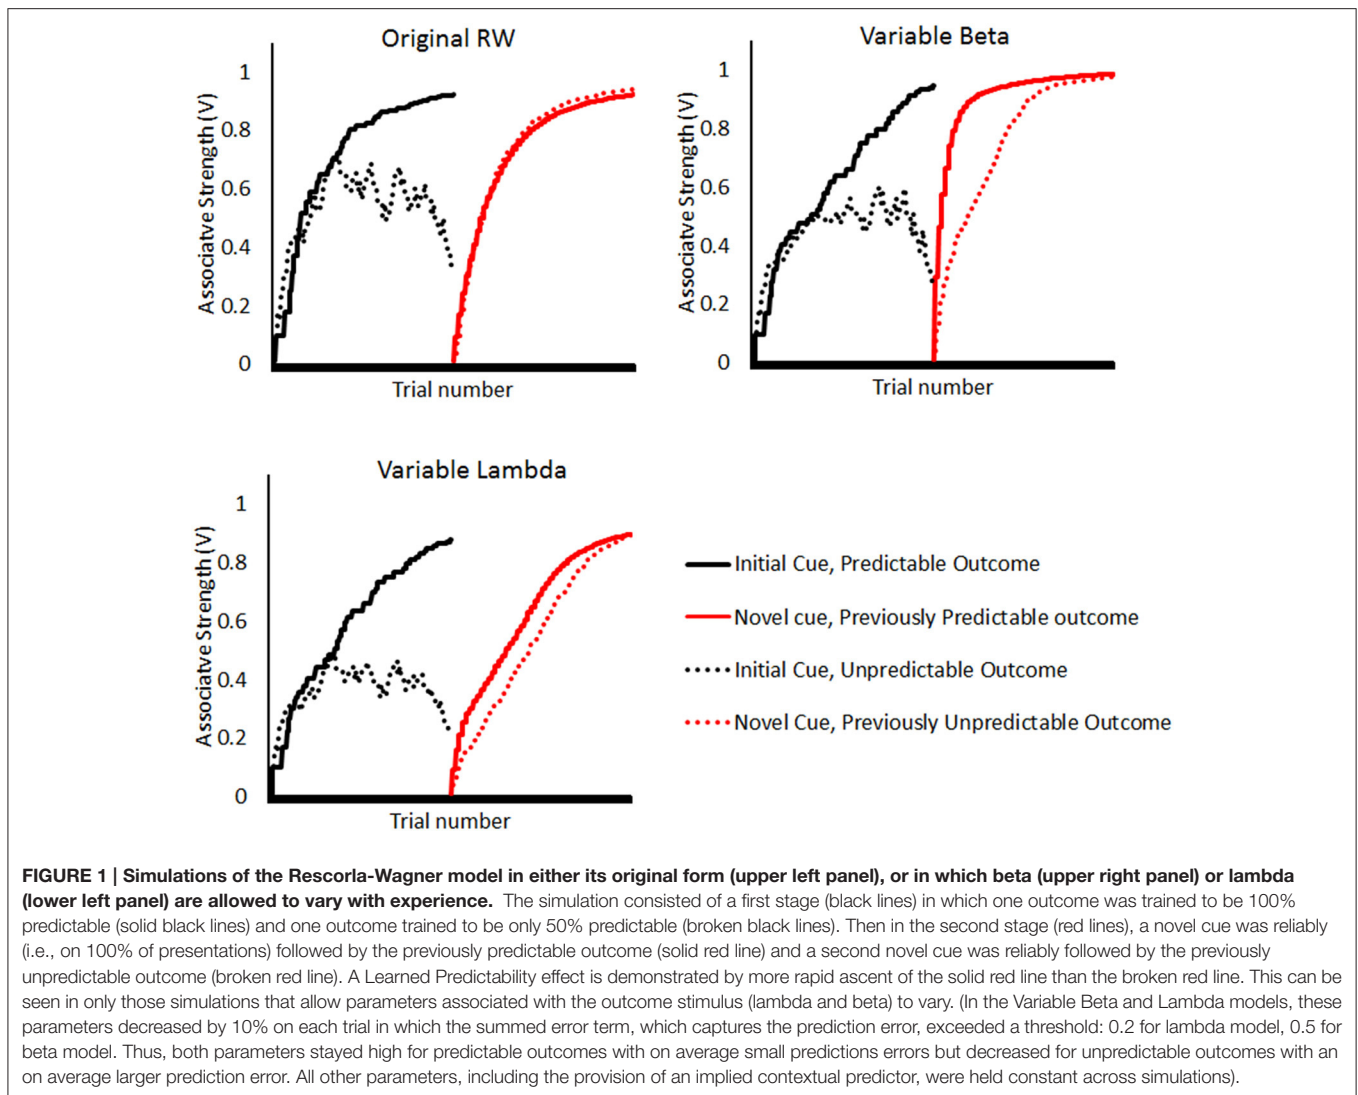 Original RW
Associatve Strength (V)
1
0.8
0.6
0.4
0.2
0
Trial number
Variable Beta
Associatve Strength (V)
1
0.8
0.6
0.4
0.2
0
Trial number
Variable Lambda
Associatve Strength (V)
1
0.8
0.6
0.4
0.2
0
Trial number
Initial Cue, Predictable Outcome
Novel cue, Previously Predictable outcome
Initial Cue, Unpredictable Outcome
Novel Cue, Previously Unpredictable Outcome
FIGURE 1 | Simulations of the Rescorla-Wagner model in either its original form (upper left panel), or in which beta (upper right panel) or lambda
(lower left panel) are allowed to vary with experience. The simulation consisted of a first stage (black lines) in which one outcome was trained to be 100%
predictable (solid black lines) and one outcome trained to be only 50% predictable (broken black lines). Then in the second stage (red lines), a novel cue was reliably
(i.e., on 100% of presentations) followed by the previously predictable outcome (solid red line) and a second novel cue was reliably followed by the previously
unpredictable outcome (broken red line). A Learned Predictability effect is demonstrated by more rapid ascent of the solid red line than the broken red line. This can be
seen in only those simulations that allow parameters associated with the outcome stimulus (lambda and beta) to vary. (In the Variable Beta and Lambda models, these
parameters decreased by 10% on each trial in which the summed error term, which captures the prediction error, exceeded a threshold: 0.2 for lambda model, 0.5 for
beta model. Thus, both parameters stayed high for predictable outcomes with on average small predictions errors but decreased for unpredictable outcomes with an
on average larger prediction error. All other parameters, including the provision of an implied contextual predictor, were held constant across simulations).